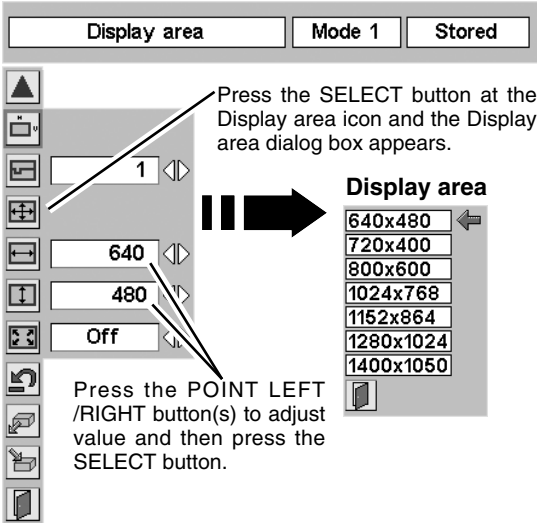 Display area
Mode 1
Stored
Press the SELECT button at the
Display area icon and the Display
area dialog box appears.
H
V
1
Display area
640x480
720x400
800x600
1024x768
1152x864
1280x1024
1400x1050
640
480
Off
Press the POINT LEFT
/RIGHT button(s) to adjust
value and then press the
SELECT button.